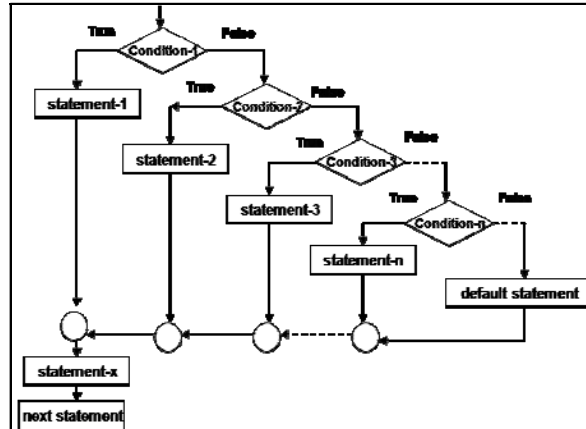 True
False
Condition-1
True
False
statement-1
Condition-2
True
False
statement-2
Condition-3
True
False
statement-3
Condition-n
statement-n
default statement
statement-x
next statement